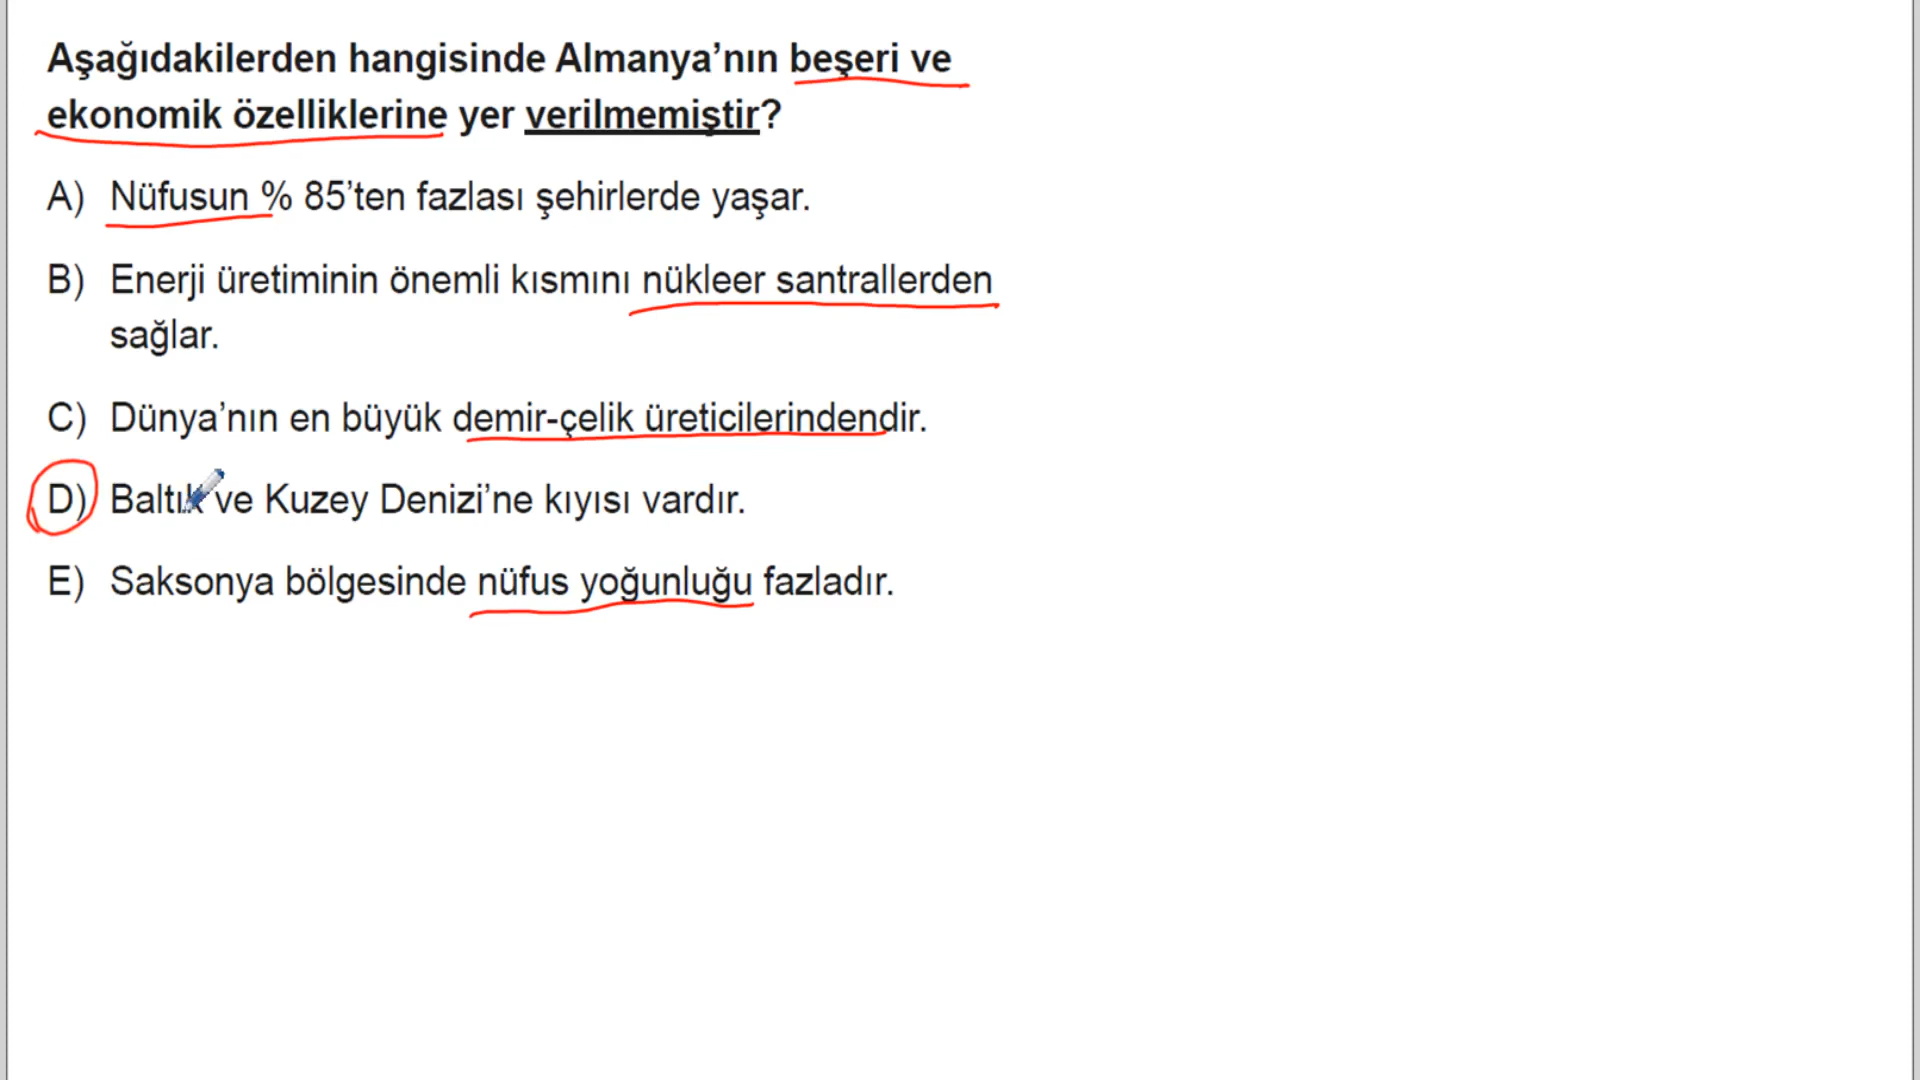 Aşağıdakilerden hangisinde Almanya’nın beşeri ve
ekonomik özelliklerine yer verilmemiştir?
A) Nüfusun % 85’ten fazlası şehirlerde yaşar.
B) Enerji üretiminin önemli kısmını nükleer santrallerden
sağlar.
C) Dünya’nın en büyük demir-çelik üreticilerindendir.
D) Baltık ve Kuzey Denizi’ne kıyısı vardır.
E) Saksonya bölgesinde nüfus yoğunluğu fazladır.